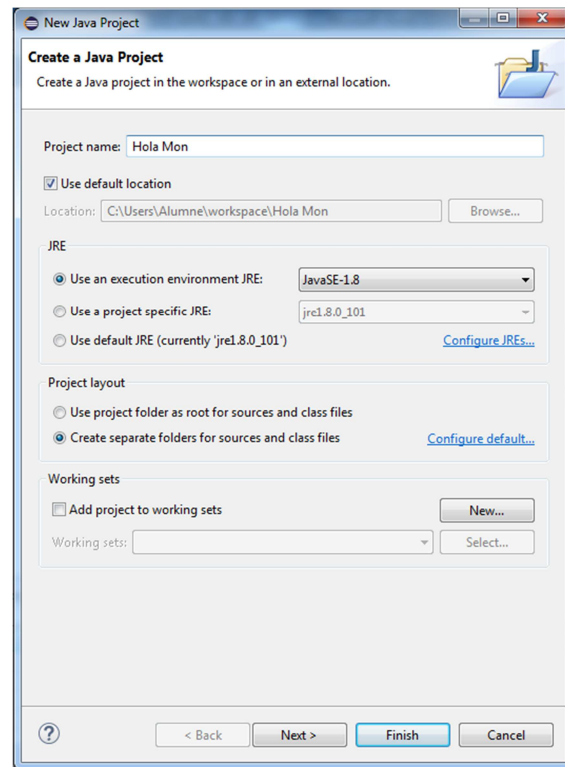 New Java Project
Create a Java Project
Create a Java project in the workspace or in an external location.
Project name: Hola Mon
Use default location
Location: C:\Users\Alumne\workspace\Hola Mon Browse...
JRE
Use an execution environment JRE: JavaSE-1.8
Use a project specific JRE: jre1.8.0_101
Use default JRE (currently 'jre1.8.0_101') Configure JREs...
Project layout
Use project folder as root for sources and class files
Create separate folders for sources and class files Configure default...
Working sets
Add project to working sets New...
Working sets: Select...
? < Back Next > Finish Cancel